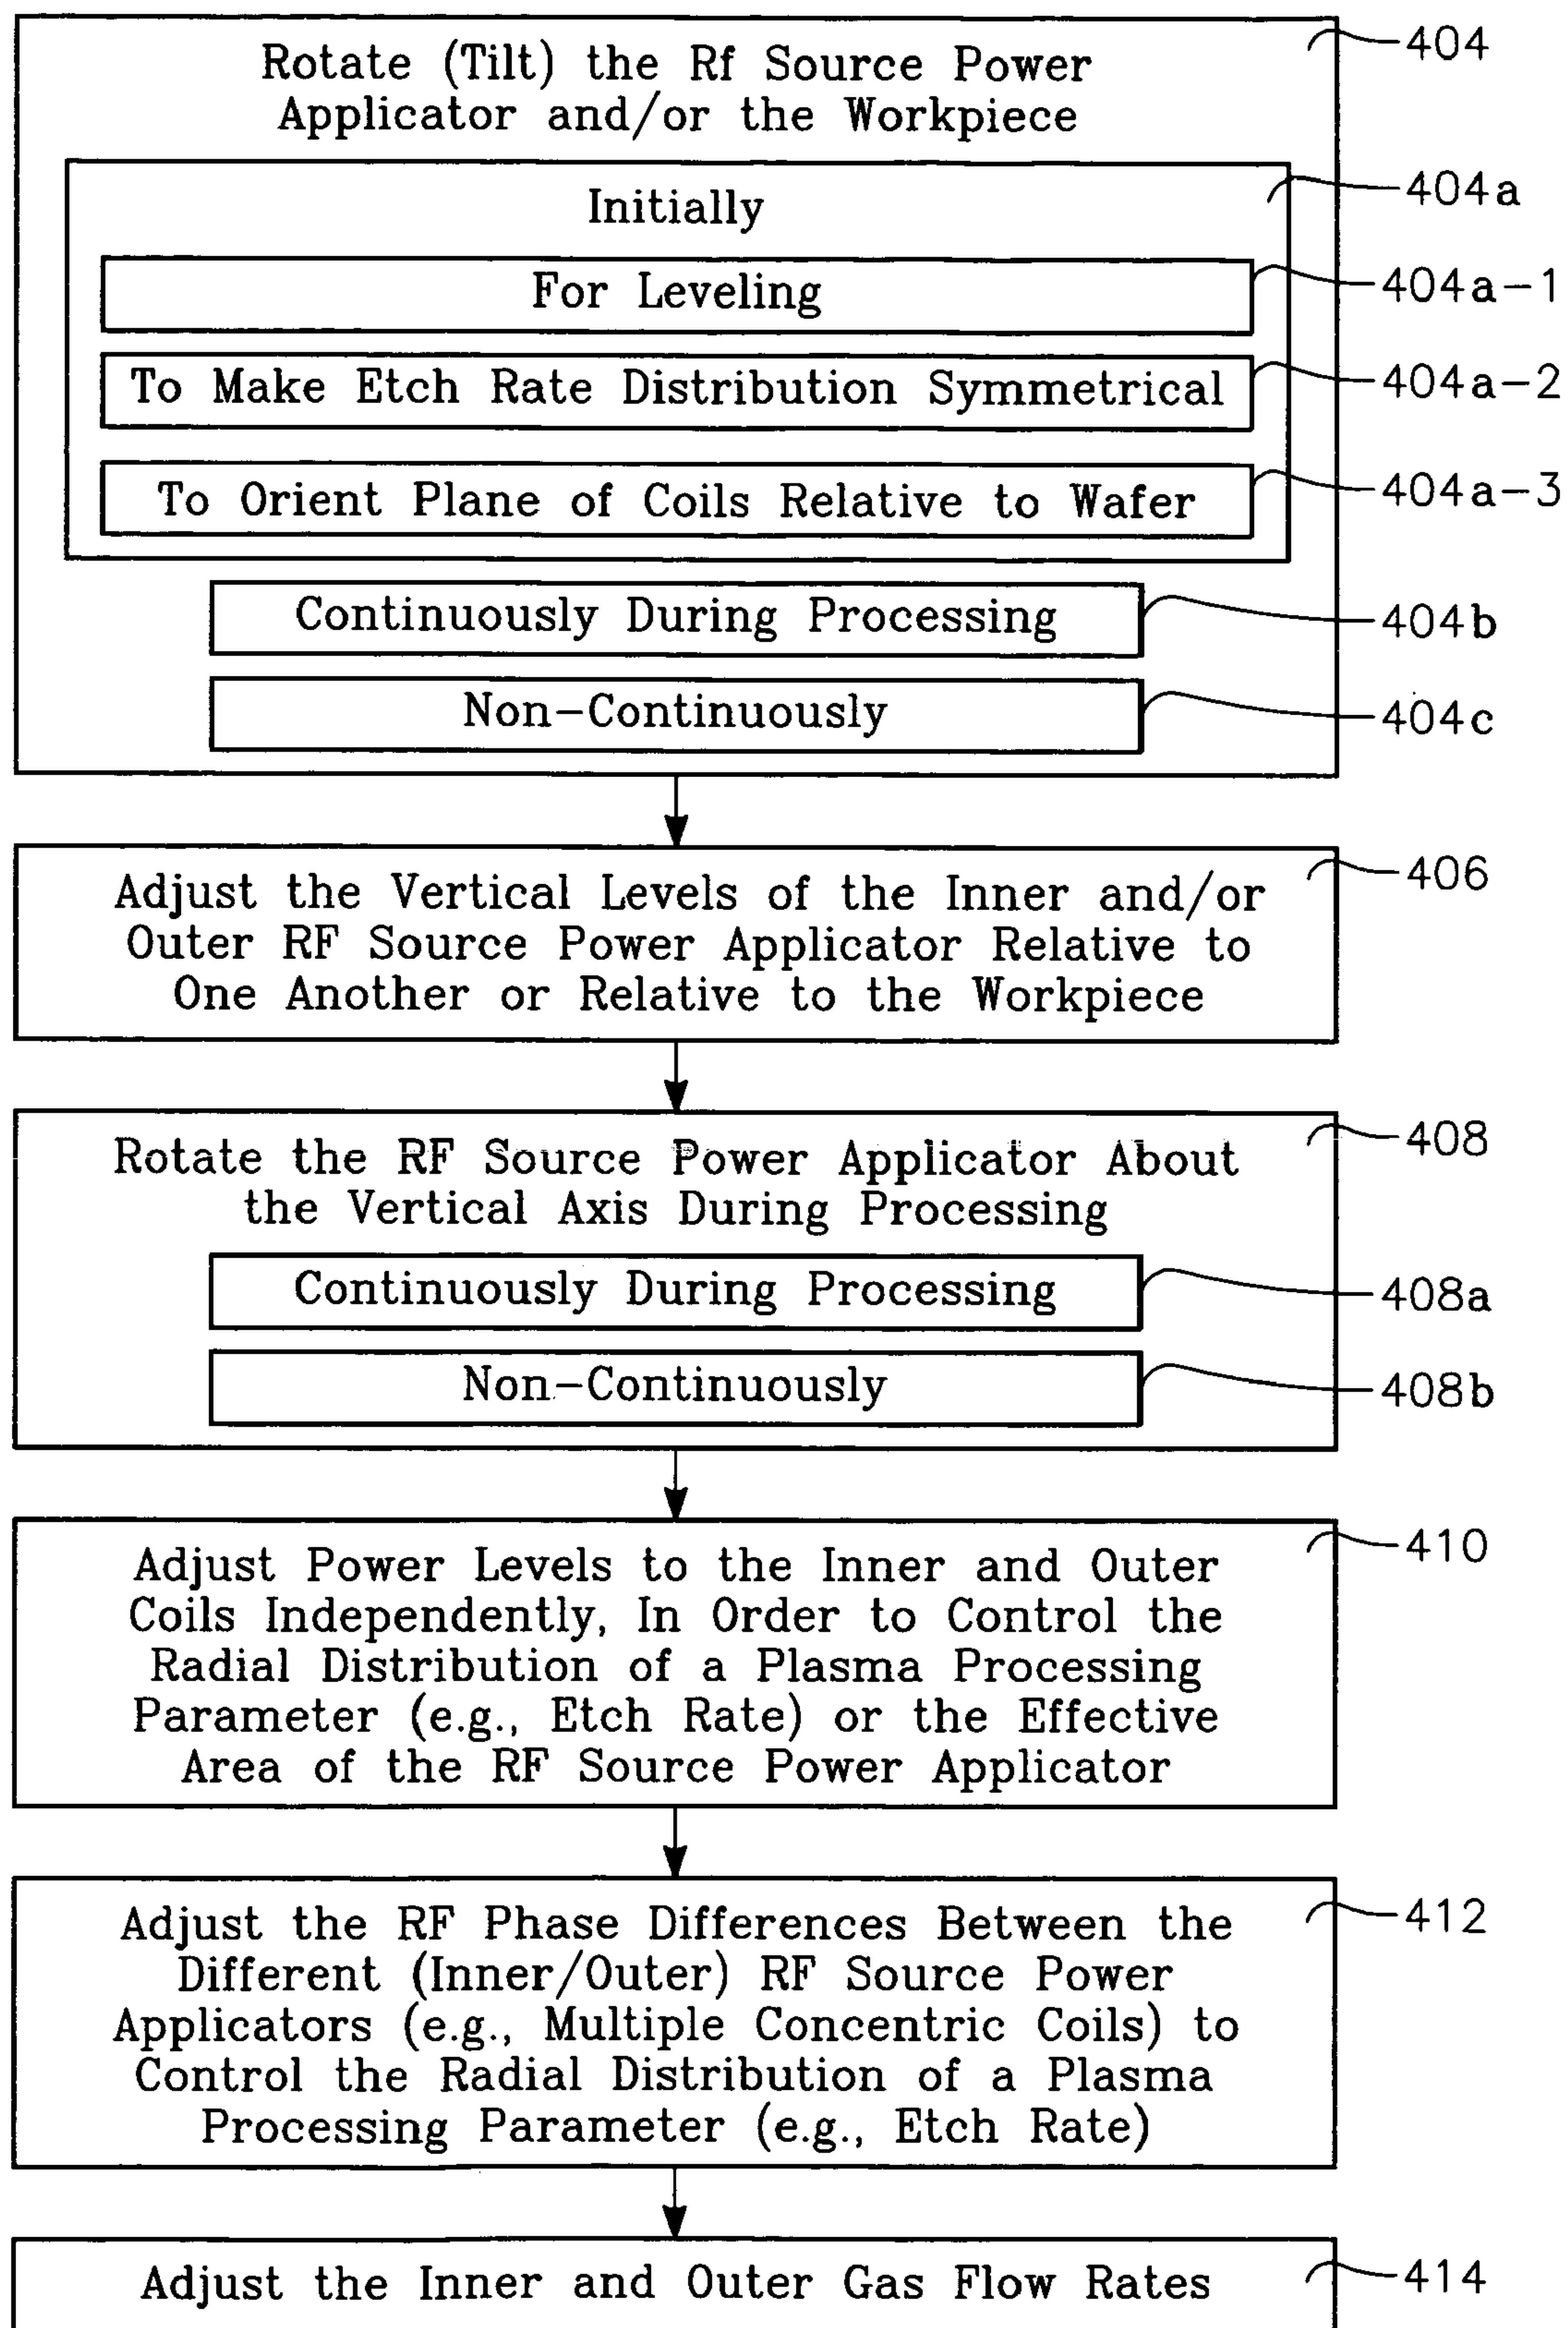 Rotate (Tilt) the Rf Source Power
Applicator and/or the Workpiece
404
Initially
404a
For Leveling
404a-1
To Make Etch Rate Distribution Symmetrical
404a-2
To Orient Plane of Coils Relative to Wafer
404a-3
Continuously During Processing
404b
Non-Continuously
404c
Adjust the Vertical Levels of the Inner and/or
Outer RF Source Power Applicator Relative to
One Another or Relative to the Workpiece
406
Rotate the RF Source Power Applicator About
the Vertical Axis During Processing
408
Continuously During Processing
408a
Non-Continuously
408b
Adjust Power Levels to the Inner and Outer
Coils Independently, In Order to Control the
Radial Distribution of a Plasma Processing
Parameter (e.g., Etch Rate) or the Effective
Area of the RF Source Power Applicator
410
Adjust the RF Phase Differences Between the
Different (Inner/Outer) RF Source Power
Applicators (e.g., Multiple Concentric Coils) to
Control the Radial Distribution of a Plasma
Processing Parameter (e.g., Etch Rate)
412
Adjust the Inner and Outer Gas Flow Rates
414